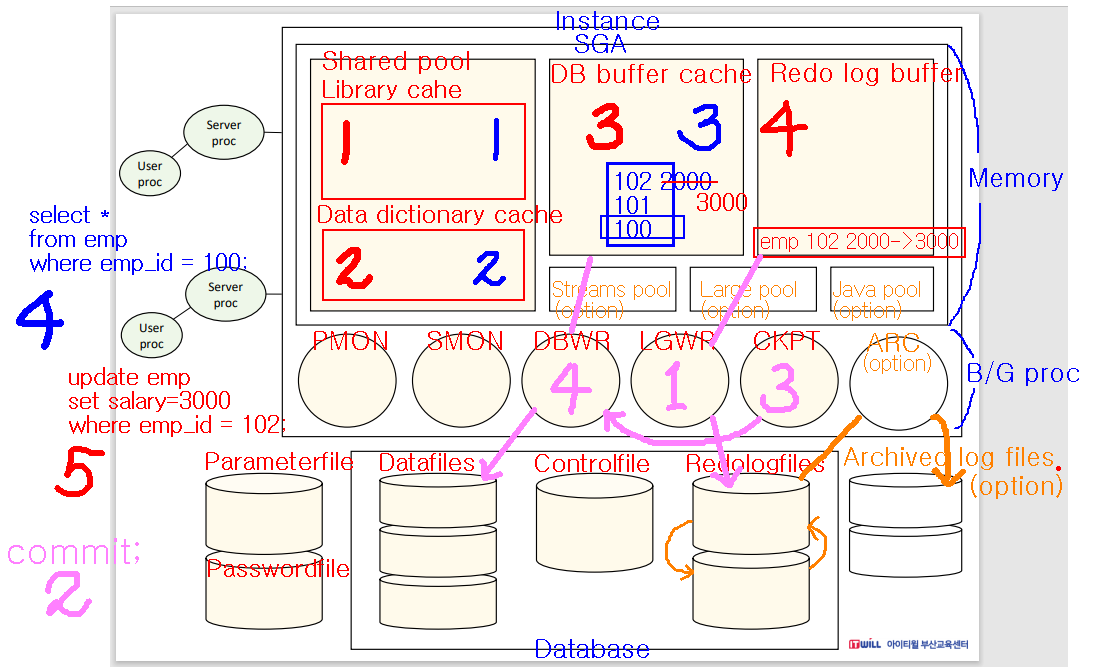 Instance
SGA
Shared pool
Library cahe
1
1
Data dictionary cache
2
2
DB buffer cache
3
3
102 2000
3000
101
100
Redo log buffer
4
emp 102 2000->3000
Streams pool
(option)
Large pool
(option)
Java pool
(option)
Memory
Server
proc
User
proc
select *
from emp
where emp_id = 100;
4
Server
proc
User
proc
update emp
set salary=3000
where emp_id = 102;
5
commit;
2
PMON
SMON
DBWR
4
LGWR
1
CKPT
3
ARC
(option)
B/G proc
Parameterfile
Passwordfile
Datafiles
Controlfile
Redologfiles
Archived log files.
(option)
Database
ITWILL 아이티윌 부산교육센터